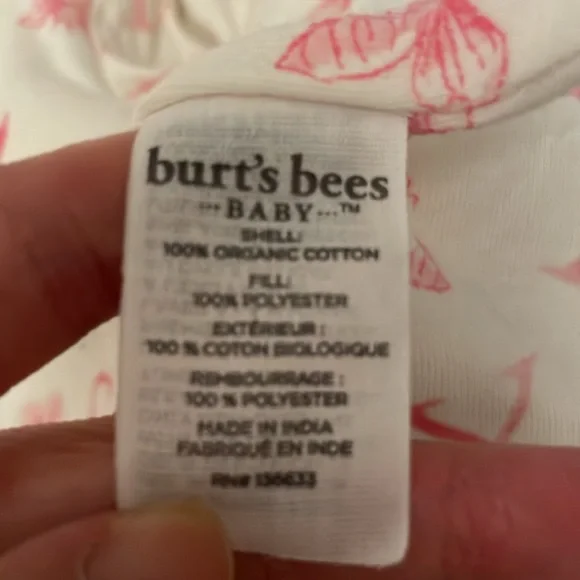 burt's bees
···BABY···™
SHELL:
100% ORGANIC COTTON
FILL:
100% POLYESTER
EXTÉRIEUR :
100 % COTON BIOLOGIQUE
REMBOURRAGE :
100 % POLYESTER
MADE IN INDIA
FABRIQUÉ EN INDE
RN# 136633